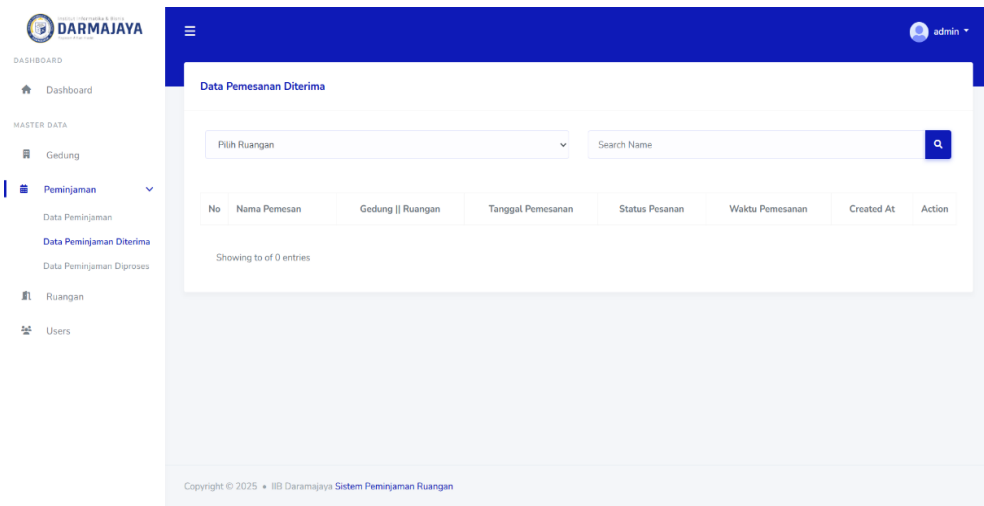 DARMAJAYA
admin
DASHBOARD
Dashboard
MASTER DATA
Gedung
Peminjaman
Data Peminjaman
Data Peminjaman Diterima
Data Peminjaman Diproses
Ruangan
Users
Data Pemesanan Diterima
Pilih Ruangan
Search Name
No Nama Pemesan Gedung || Ruangan Tanggal Pemesanan Status Pesanan Waktu Pemesanan Created At Action
Showing to of 0 entries
Copyright © 2025 • IIB Daramajaya Sistem Peminjaman Ruangan